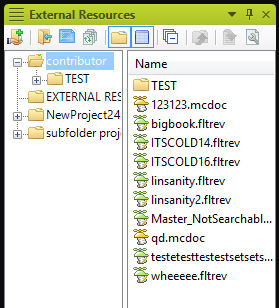 External Resources
contributor
TEST
EXTERNAL RES
NewProject24
subfolder proj
Name
TEST
123123.mcdoc
bigbook.fltrev
ITSCOLD14.fltrev
ITSCOLD16.fltrev
linsanity.fltrev
linsanity2.fltrev
Master_NotSearchabl...
qd.mcdoc
testetesttestestsetsets
wheeeee.fltrev